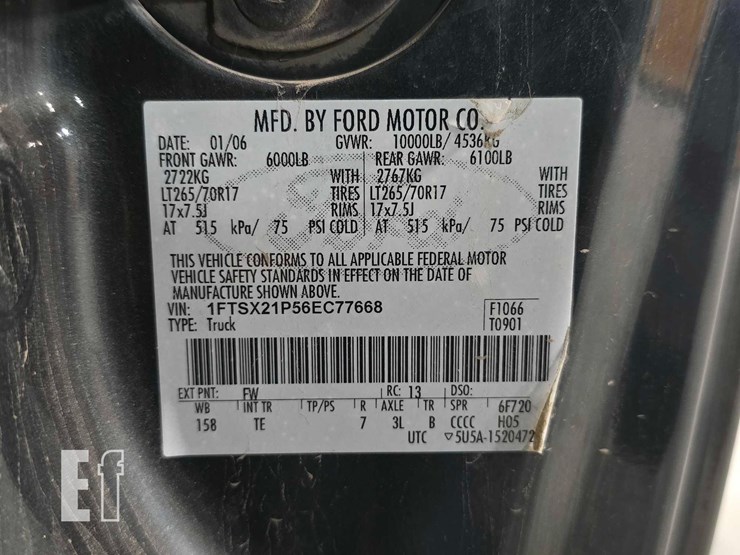 MFD. BY FORD MOTOR CO.
DATE: 01/06 GVWR: 10000LB/ 4536KG
FRONT GAWR: 6000LB REAR GAWR: 6100LB
2722KG WITH 2767KG WITH
LT265/70R17 TIRES LT265/70R17 TIRES
17x7.5J RIMS 17x7.5J RIMS
AT 515 kPa/ 75 PSI COLD AT 515 kPa/ 75 PSI COLD
THIS VEHICLE CONFORMS TO ALL APPLICABLE FEDERAL MOTOR
VEHICLE SAFETY STANDARDS IN EFFECT ON THE DATE OF
MANUFACTURE SHOWN ABOVE.
VIN: 1FTSX21P56EC77668 F1066
TYPE: Truck T0901
EXT PNT: FW RC: 13 DSO:
WB INT TR TP/PS R AXLE TR SPR 6F720
158 TE 7 3L B CCCC H05
UTC ▽5U5A-1520472
Ford
Ef